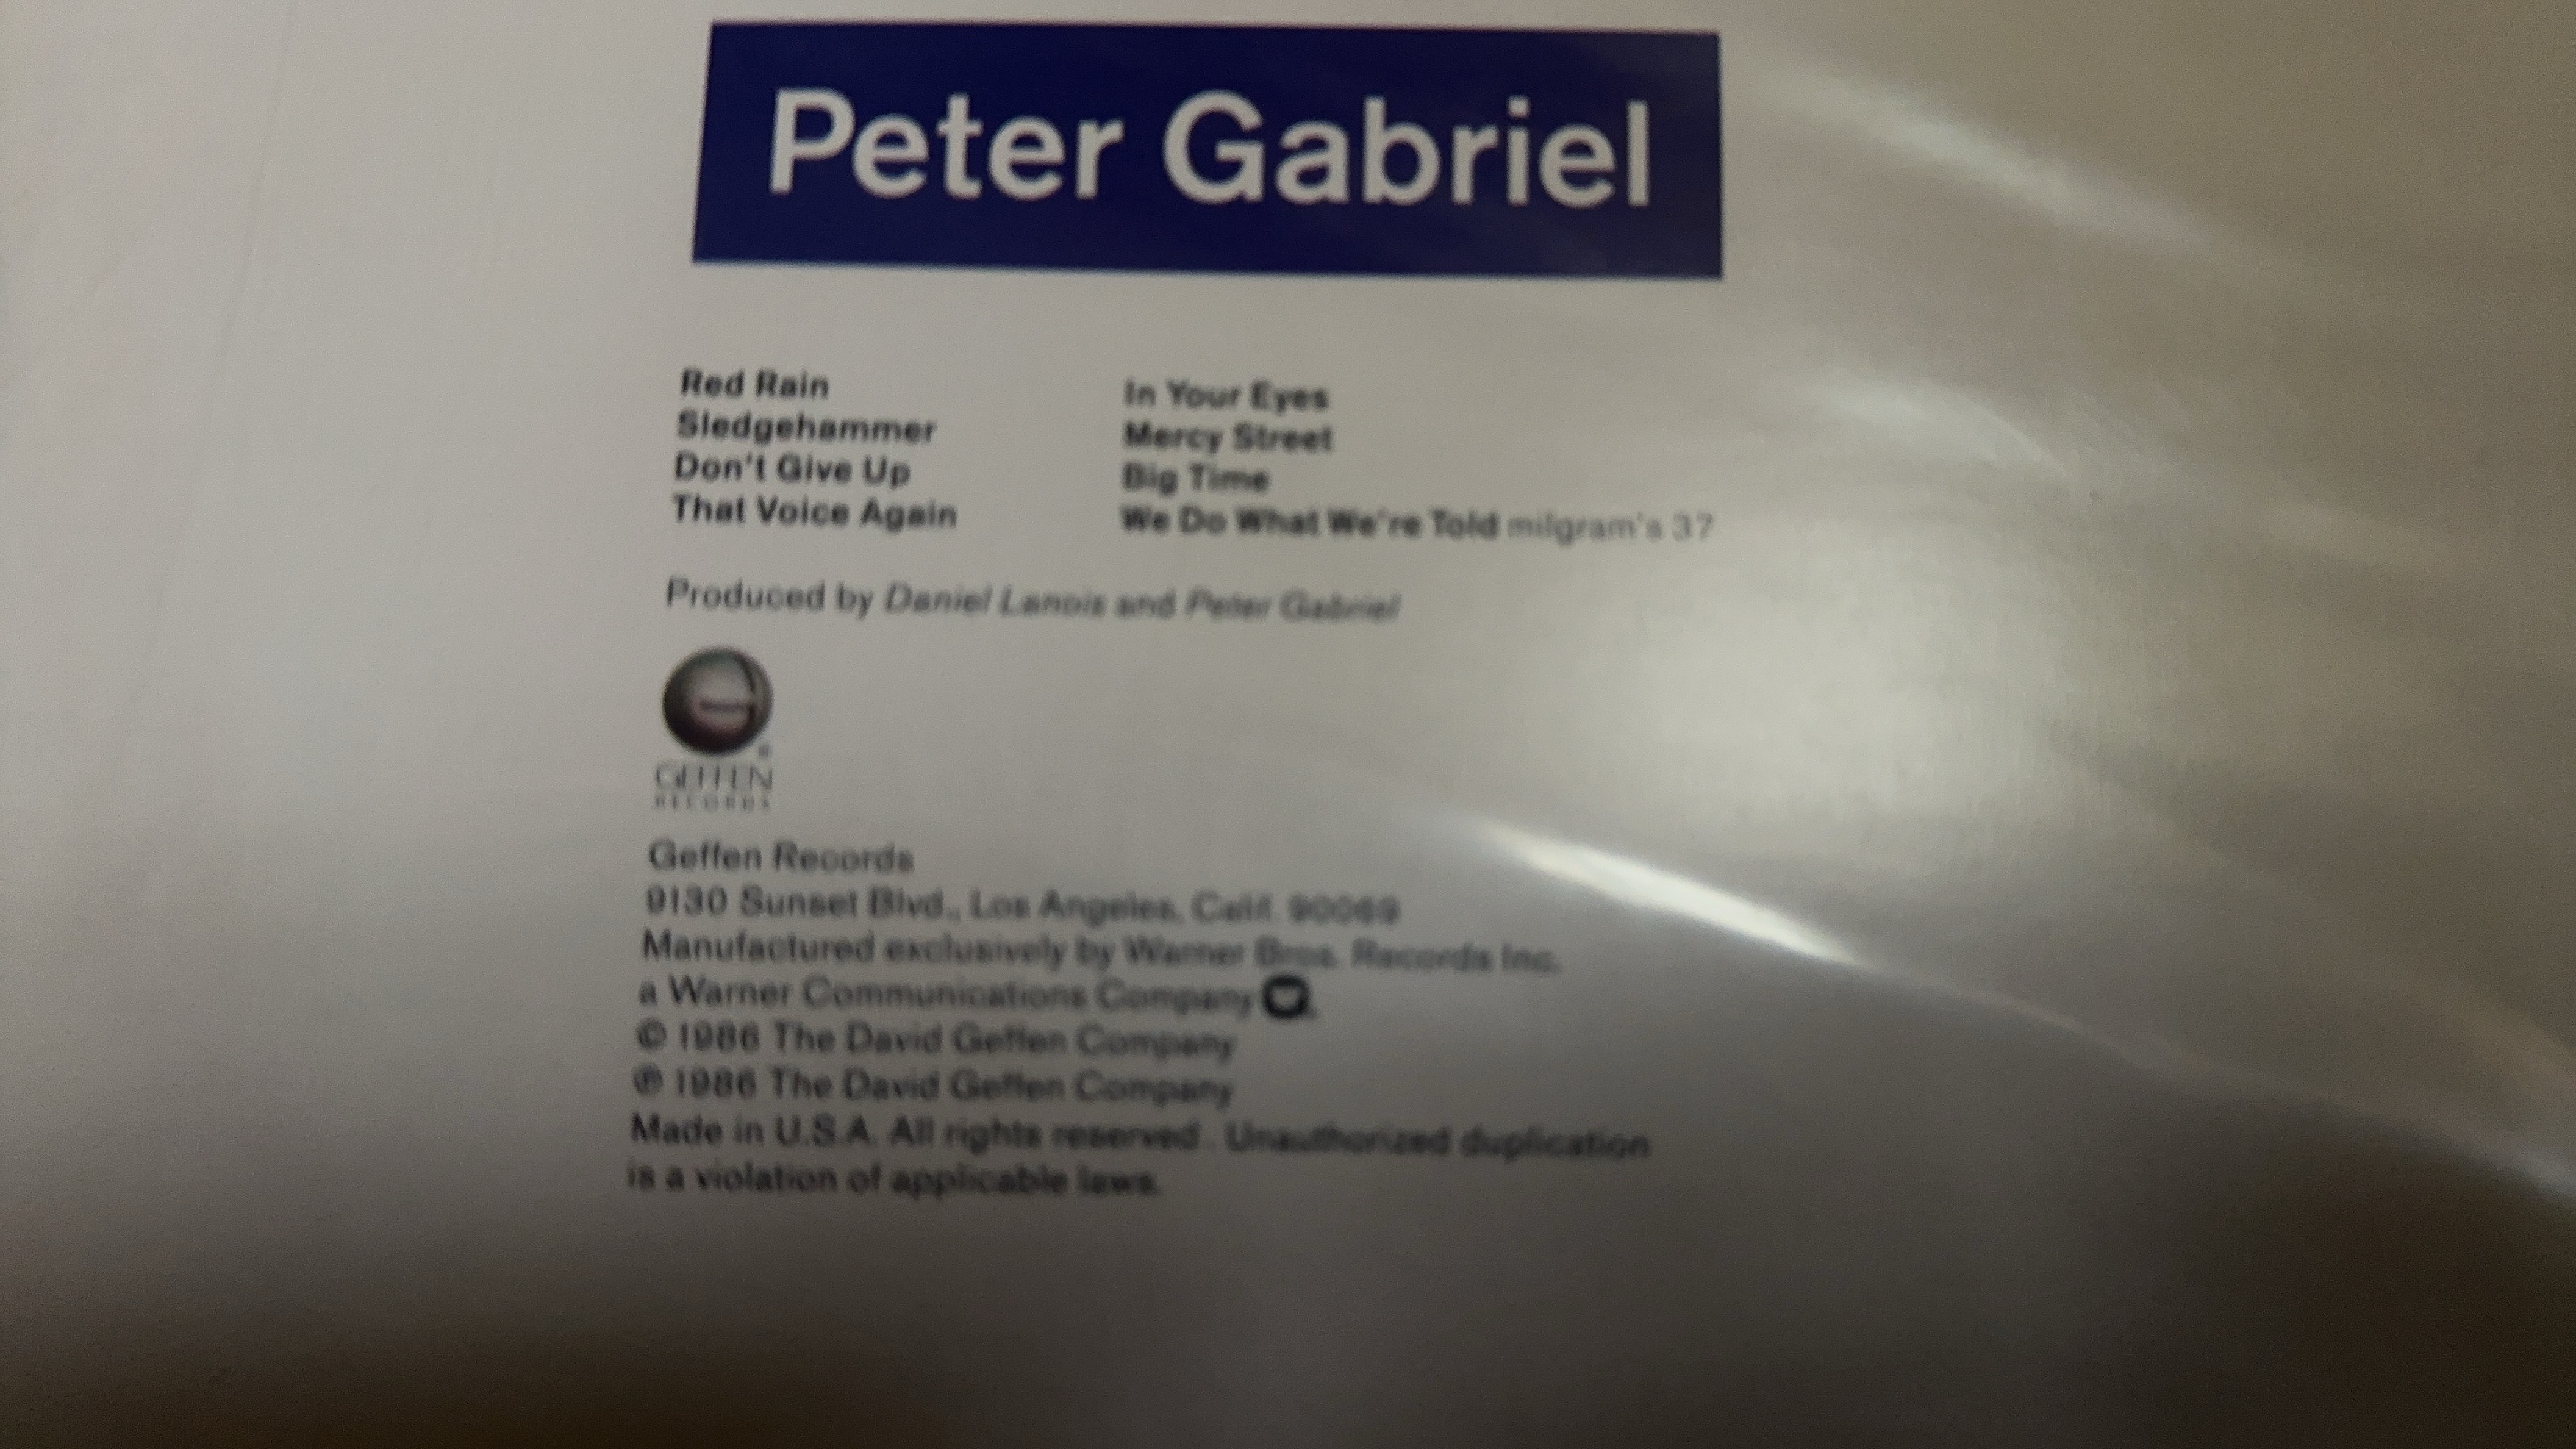 Peter Gabriel
Red Rain
Sledgehammer
Don't Give Up
That Voice Again
In Your Eyes
Mercy Street
Big Time
We Do What We're Told milgram's 37
Produced by Daniel Lanois and Peter Gabriel
GEFFEN
RECORDS
Geffen Records
9130 Sunset Blvd., Los Angeles, Calif. 90069
Manufactured exclusively by Warner Bros. Records Inc.
a Warner Communications Company
© 1986 The David Geffen Company
℗ 1986 The David Geffen Company
Made in U.S.A. All rights reserved. Unauthorized duplication
is a violation of applicable laws.